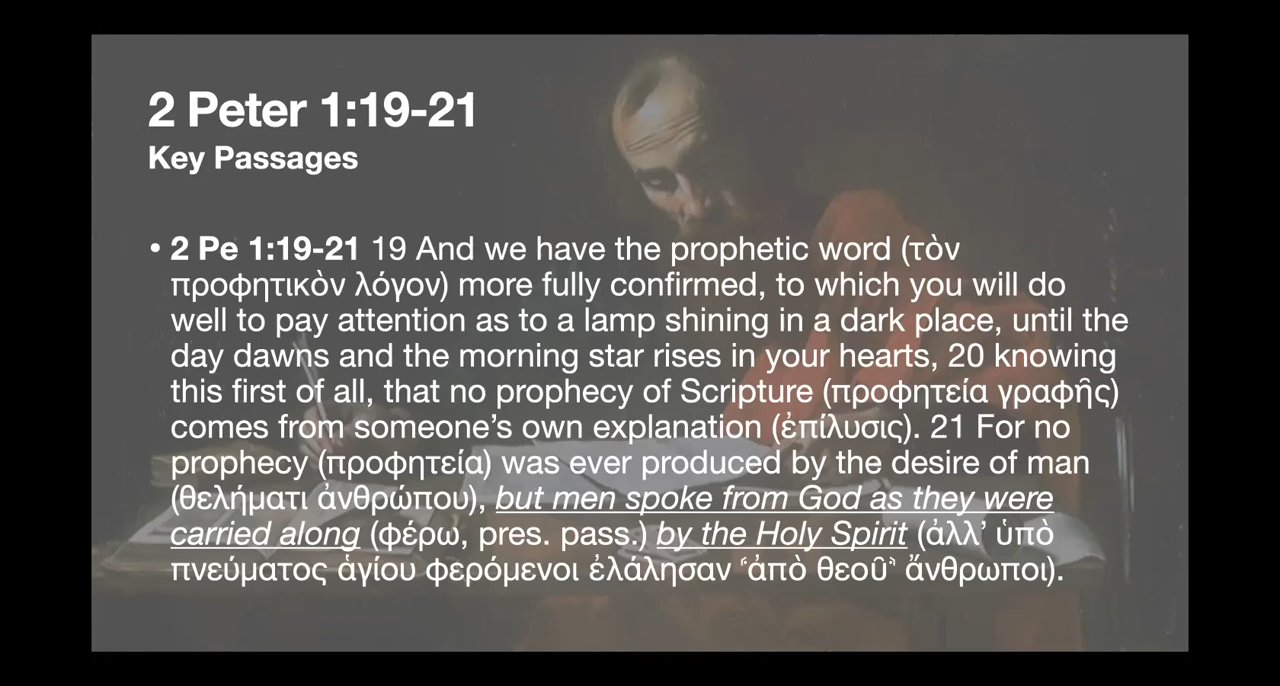 2 Peter 1:19-21
Key Passages
• 2 Pe 1:19-21 19 And we have the prophetic word (τὸν
προφητικὸν λόγον) more fully confirmed, to which you will do
well to pay attention as to a lamp shining in a dark place, until the
day dawns and the morning star rises in your hearts, 20 knowing
this first of all, that no prophecy of Scripture (προφητεία γραφῆς)
comes from someone’s own explanation (ἐπίλυσις). 21 For no
prophecy (προφητεία) was ever produced by the desire of man
(θελήματι ἀνθρώπου), but men spoke from God as they were
carried along (φέρω, pres. pass.) by the Holy Spirit (ἀλλ’ ὑπὸ
πνεύματος ἁγίου φερόμενοι ἐλάλησαν ⸂ἀπὸ θεοῦ⸃ ἄνθρωποι).